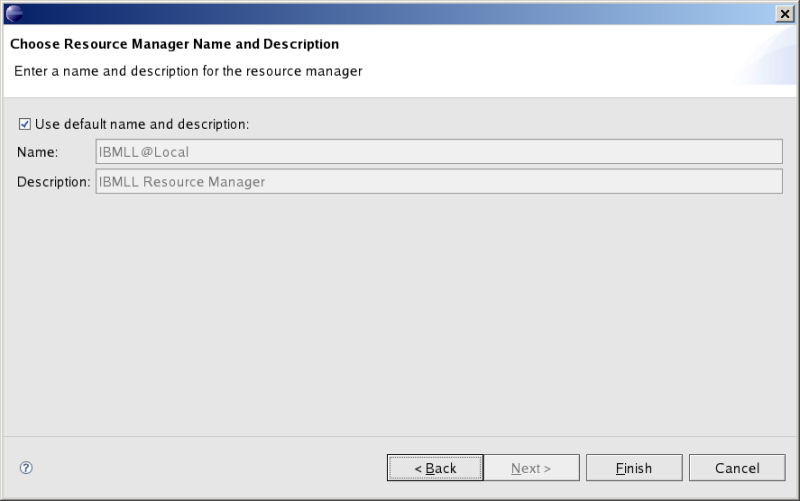 Choose Resource Manager Name and Description
Enter a name and description for the resource manager
Use default name and description:
Name: IBMLL@Local
Description: IBMLL Resource Manager
? < Back Next > Finish Cancel